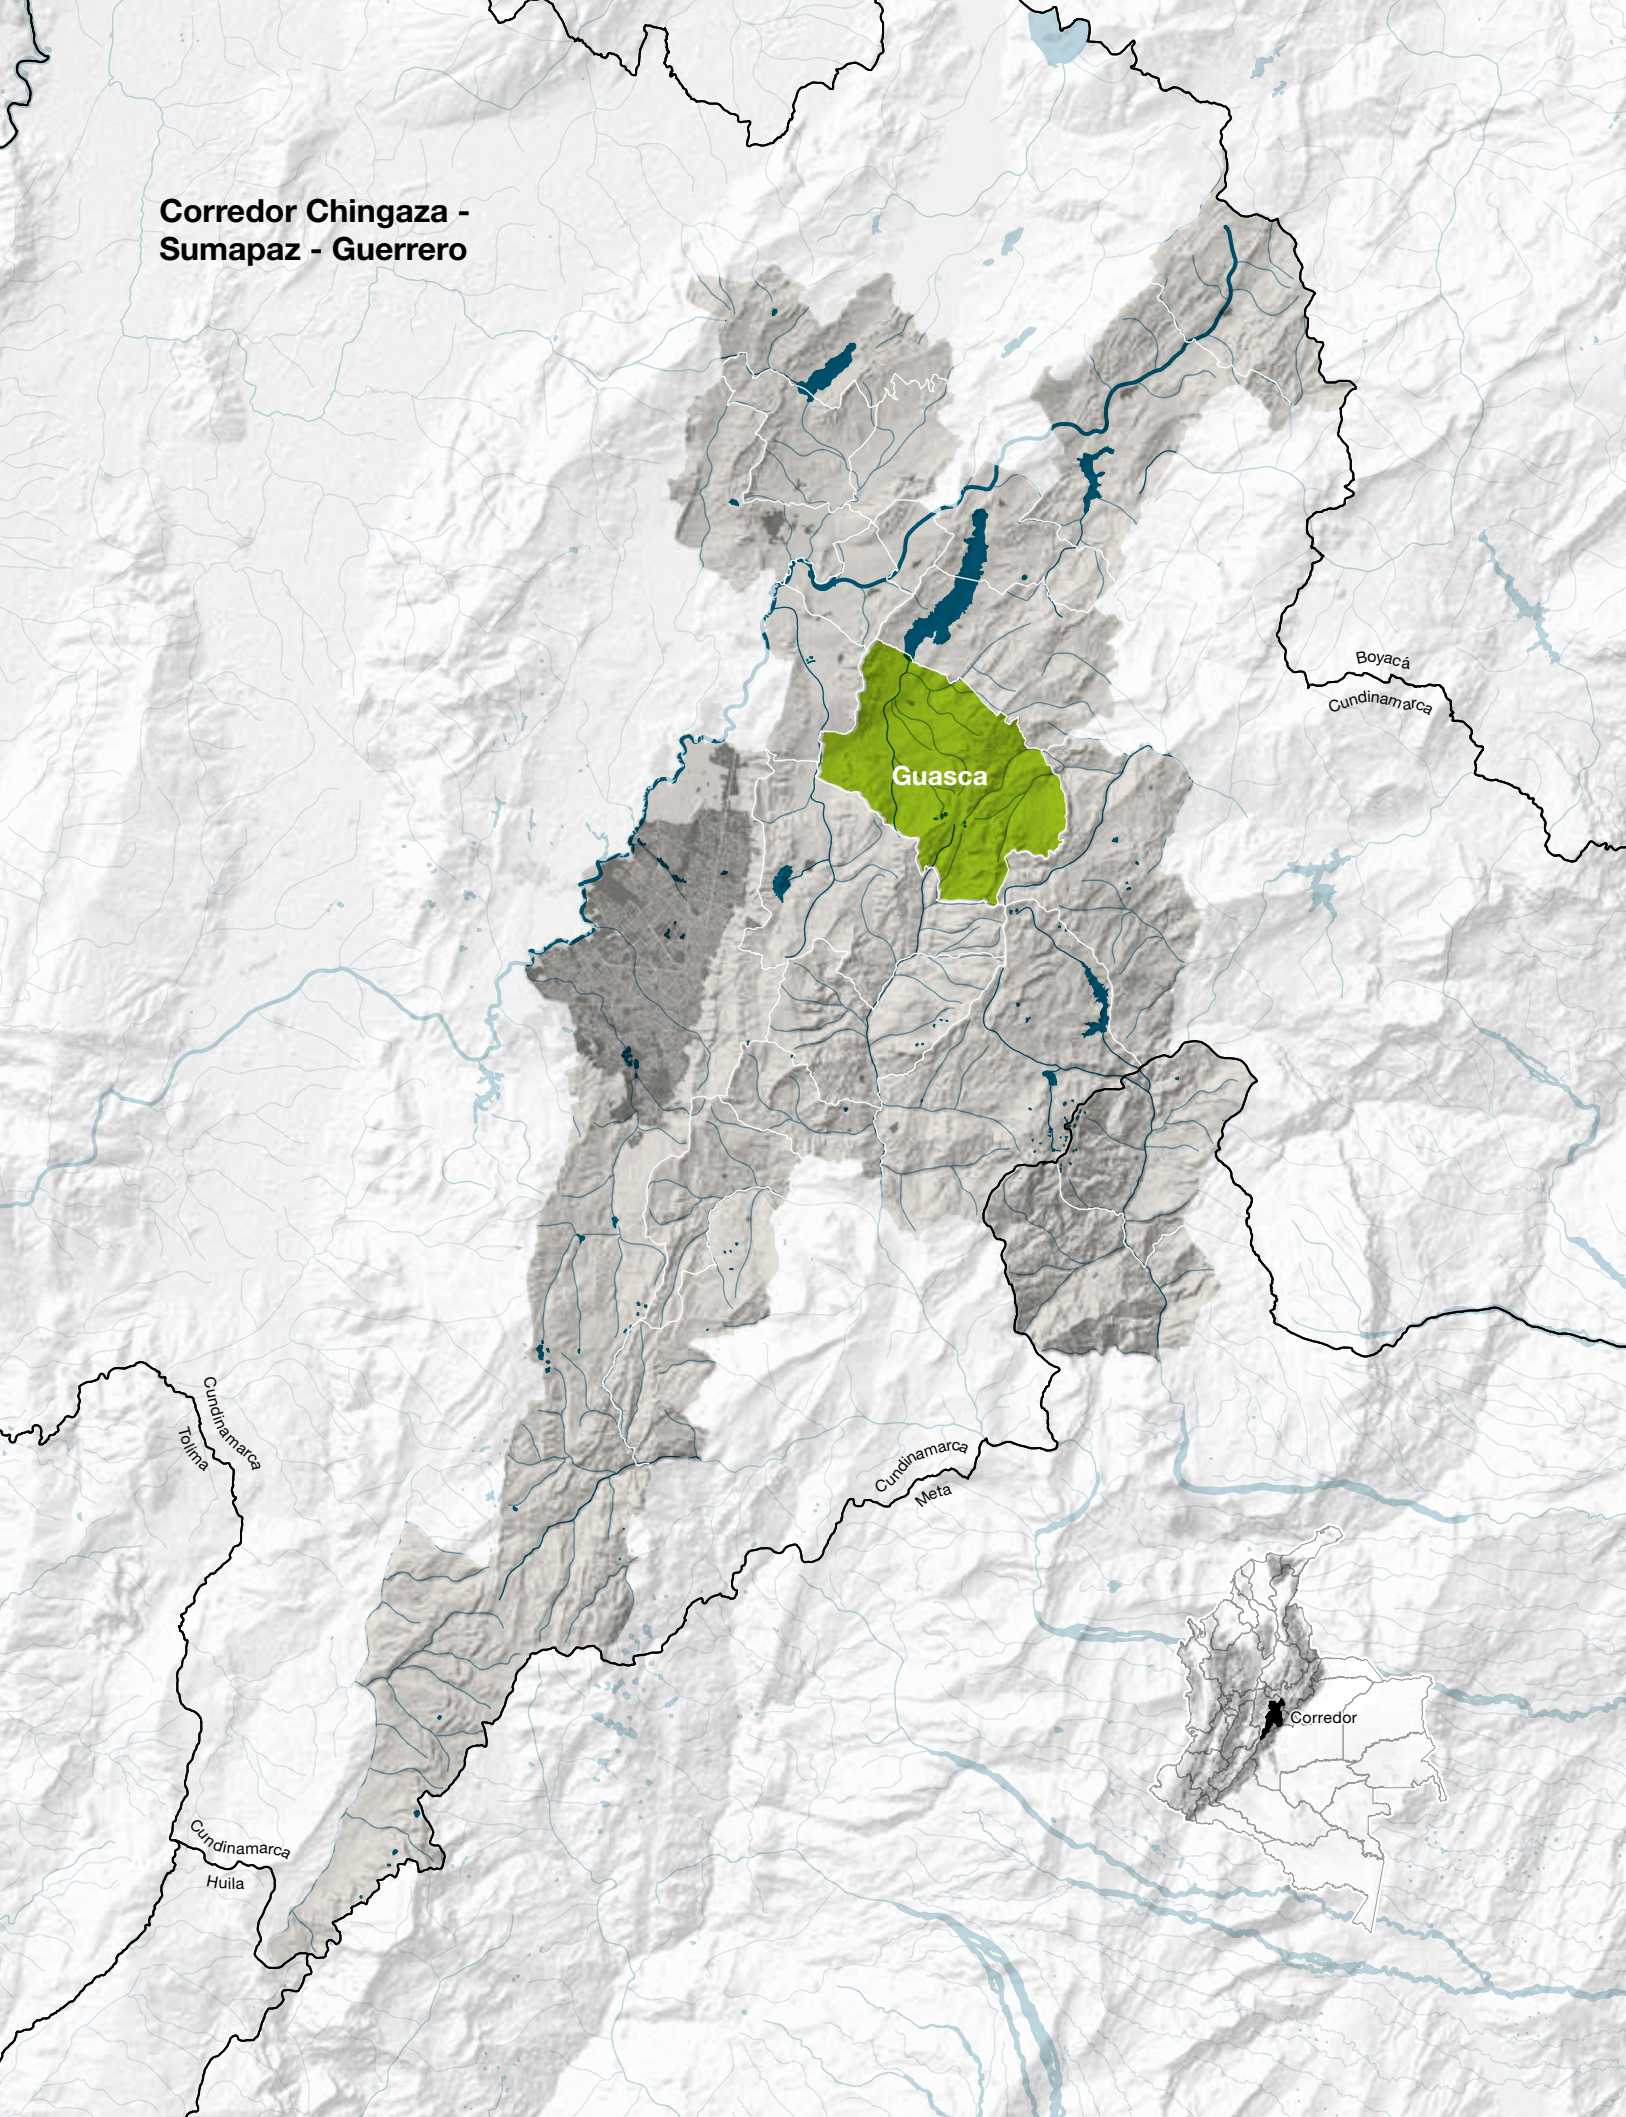 Corredor Chingaza -
Sumapaz - Guerrero
Boyacá
Cundinamarca
Guasca
Cundinamarca
Tolima
Cundinamarca
Meta
Corredor
Cundinamarca
Huila